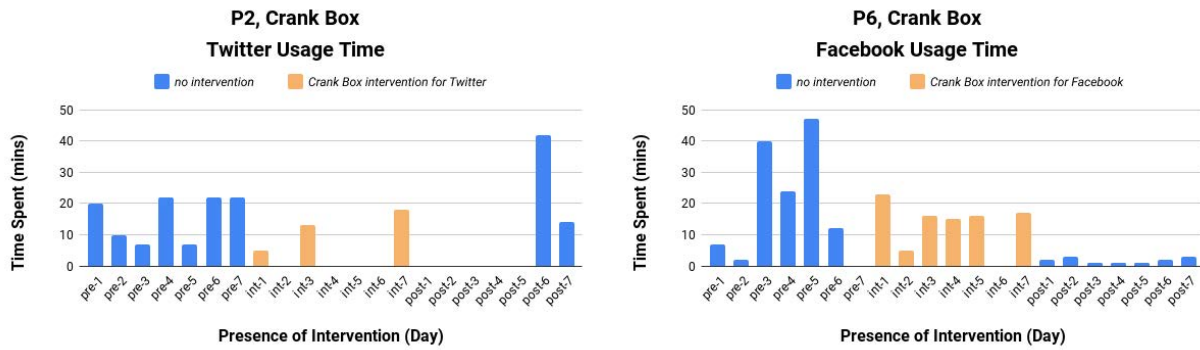 P2, Crank Box
Twitter Usage Time
no intervention
Crank Box intervention for Twitter
Time Spent (mins)
50
40
30
20
10
0
pre-1
pre-2
pre-3
pre-4
pre-5
pre-6
pre-7
int-1
int-2
int-3
int-4
int-5
int-6
int-7
post-1
post-2
post-3
post-4
post-5
post-6
post-7
Presence of Intervention (Day)
P6, Crank Box
Facebook Usage Time
no intervention
Crank Box intervention for Facebook
Time Spent (mins)
50
40
30
20
10
0
pre-1
pre-2
pre-3
pre-4
pre-5
pre-6
pre-7
int-1
int-2
int-3
int-4
int-5
int-6
int-7
post-1
post-2
post-3
post-4
post-5
post-6
post-7
Presence of Intervention (Day)